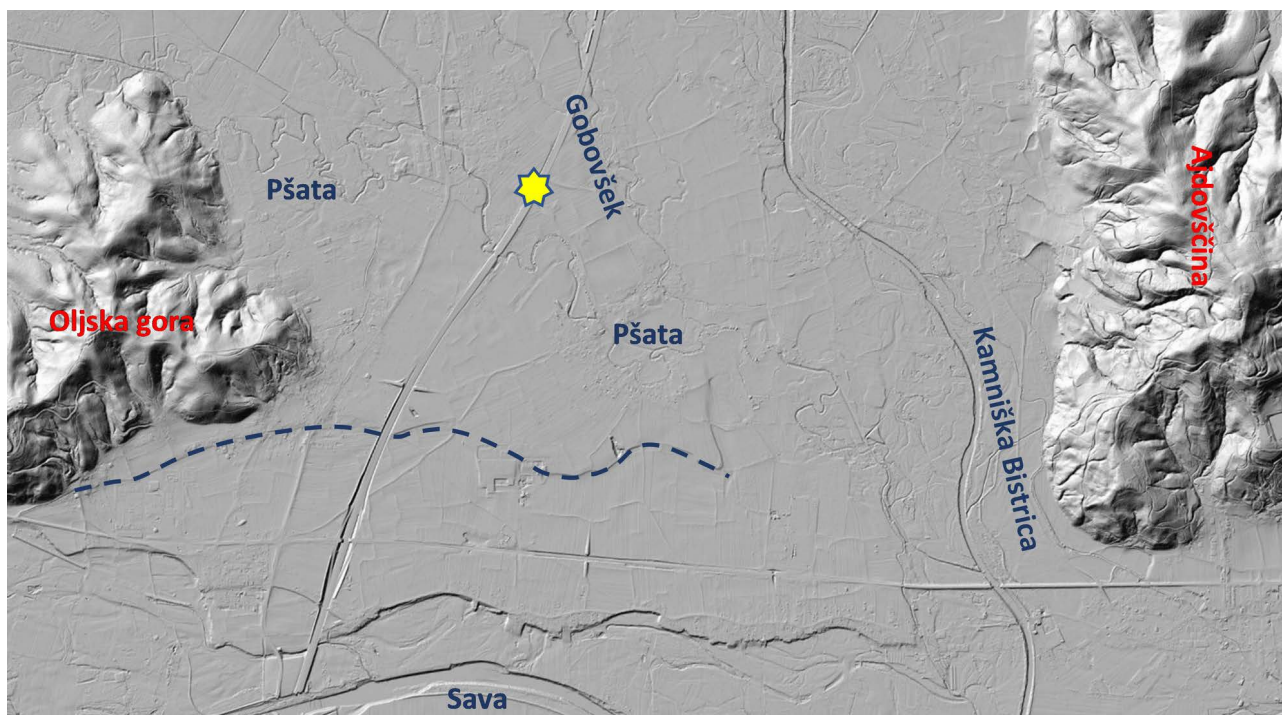 Gobovšek
Pšata
Ajdovščina
Oljska gora
Pšata
Kamniška Bistrica
Sava